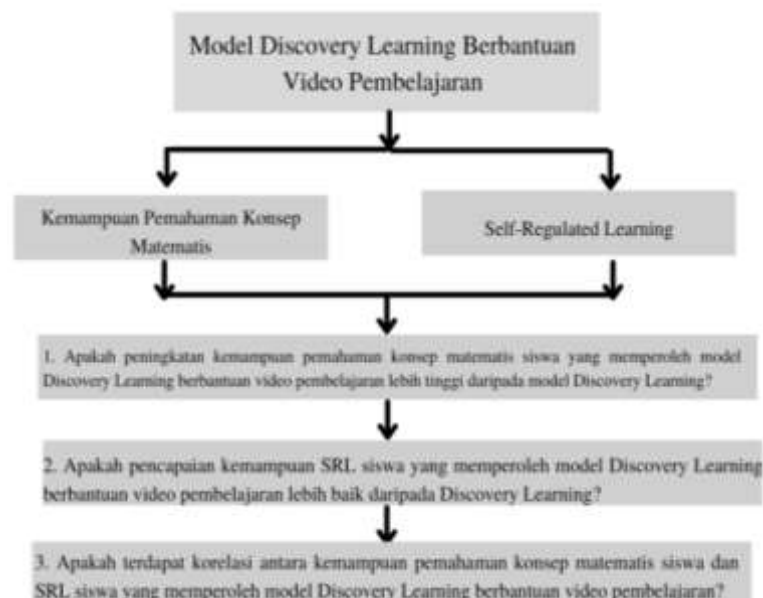 Model Discovery Learning Berbantuan
Video Pembelajaran
Kemampuan Pemahaman Konsep
Matematis
Self-Regulated Learning
1. Apakah peningkatan kemampuan pemahaman konsep matematis siswa yang memperoleh model
Discovery Learning berbantuan video pembelajaran lebih tinggi daripada model Discovery Learning?
2. Apakah pencapaian kemampuan SRL siswa yang memperoleh model Discovery Learning
berbantuan video pembelajaran lebih baik daripada Discovery Learning?
3. Apakah terdapat korelasi antara kemampuan pemahaman konsep matematis siswa dan
SRL siswa yang memperoleh model Discovery Learning berbantuan video pembelajaran?